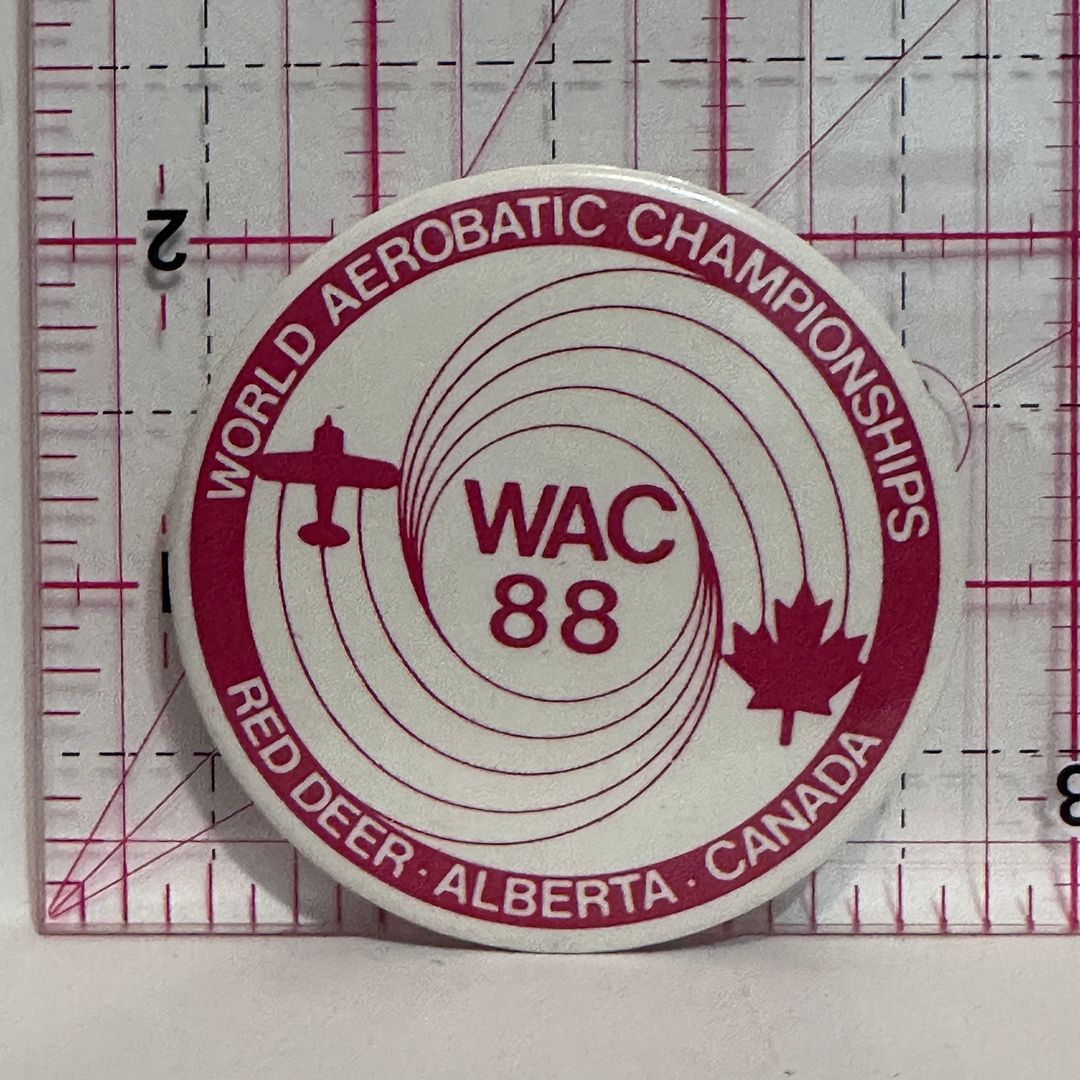 WORLD AEROBATIC CHAMPIONSHIPS
WAC
88
RED DEER · ALBERTA · CANADA
2
1
3